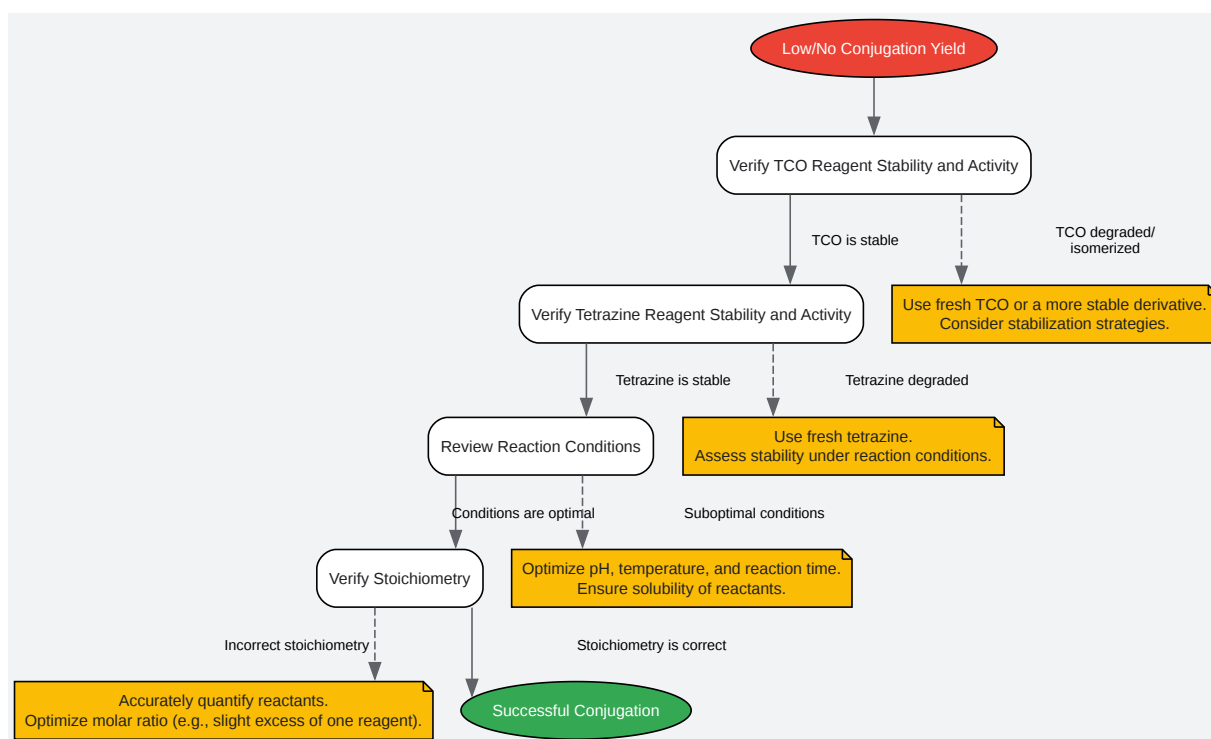 Low/No Conjugation Yield
Verify TCO Reagent Stability and Activity
TCO is stable
TCO degraded/
isomerized
Verify Tetrazine Reagent Stability and Activity
Use fresh TCO or a more stable derivative.
Consider stabilization strategies.
Tetrazine is stable
Tetrazine degraded
Review Reaction Conditions
Use fresh tetrazine.
Assess stability under reaction conditions.
Conditions are optimal
Suboptimal conditions
Verify Stoichiometry
Optimize pH, temperature, and reaction time.
Ensure solubility of reactants.
Incorrect stoichiometry
Stoichiometry is correct
Accurately quantify reactants.
Optimize molar ratio (e.g., slight excess of one reagent).
Successful Conjugation